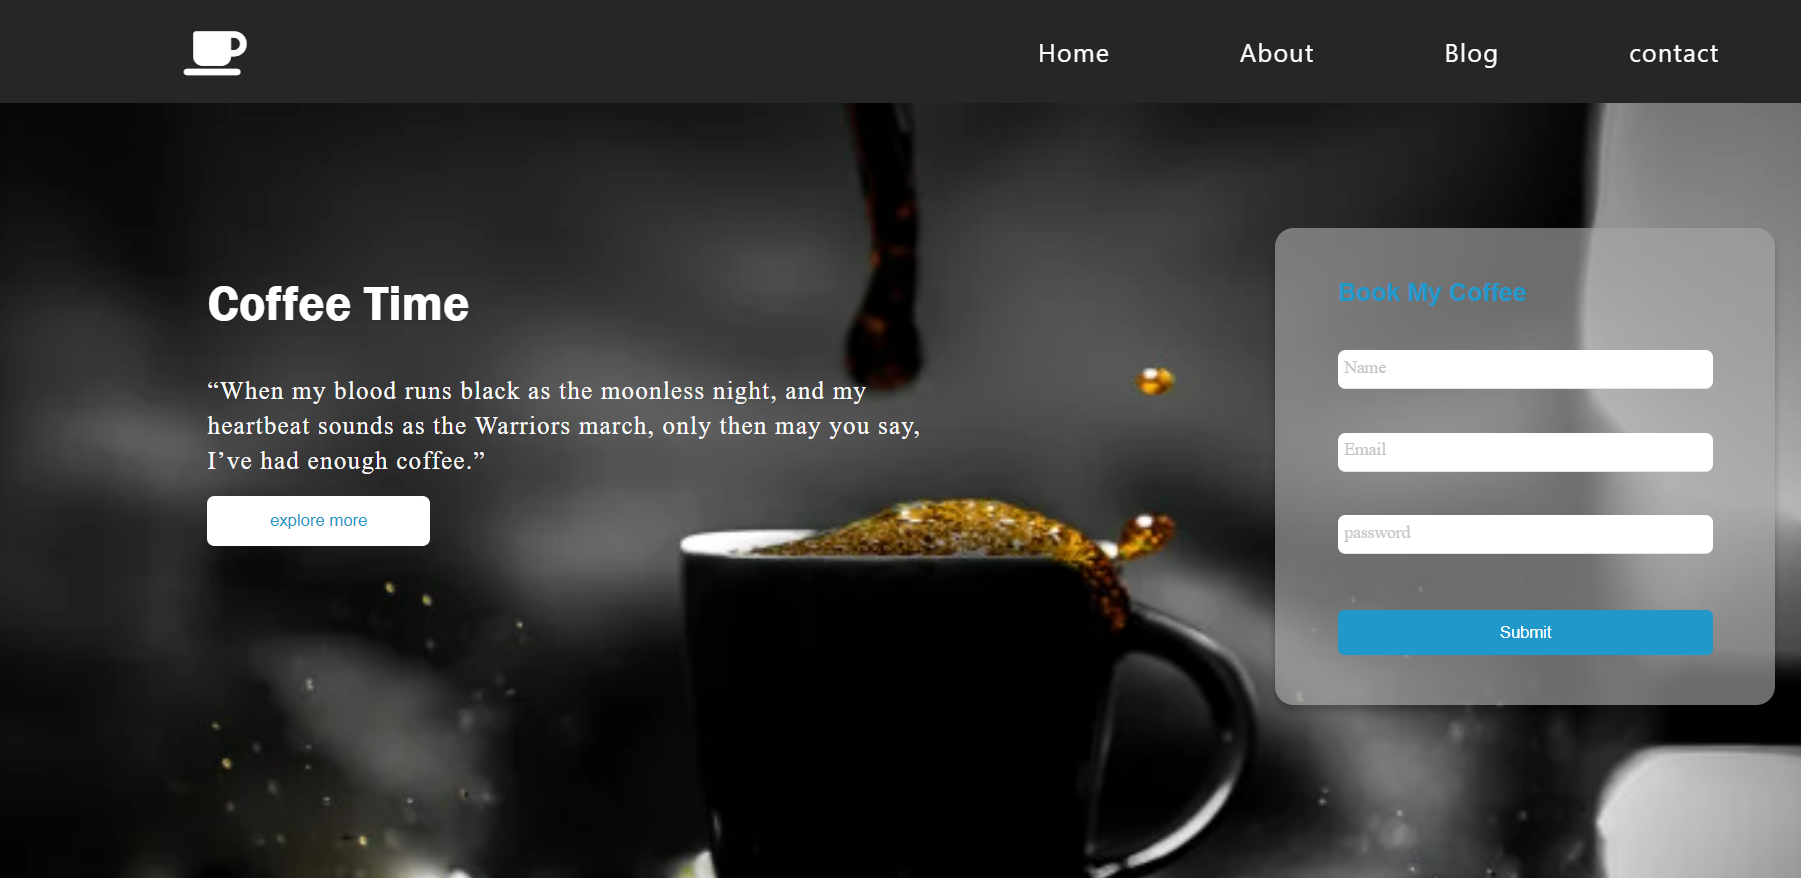 Home About Blog contact
Coffee Time
“When my blood runs black as the moonless night, and my
heartbeat sounds as the Warriors march, only then may you say,
I’ve had enough coffee.”
explore more
Book My Coffee
Name
Email
password
Submit